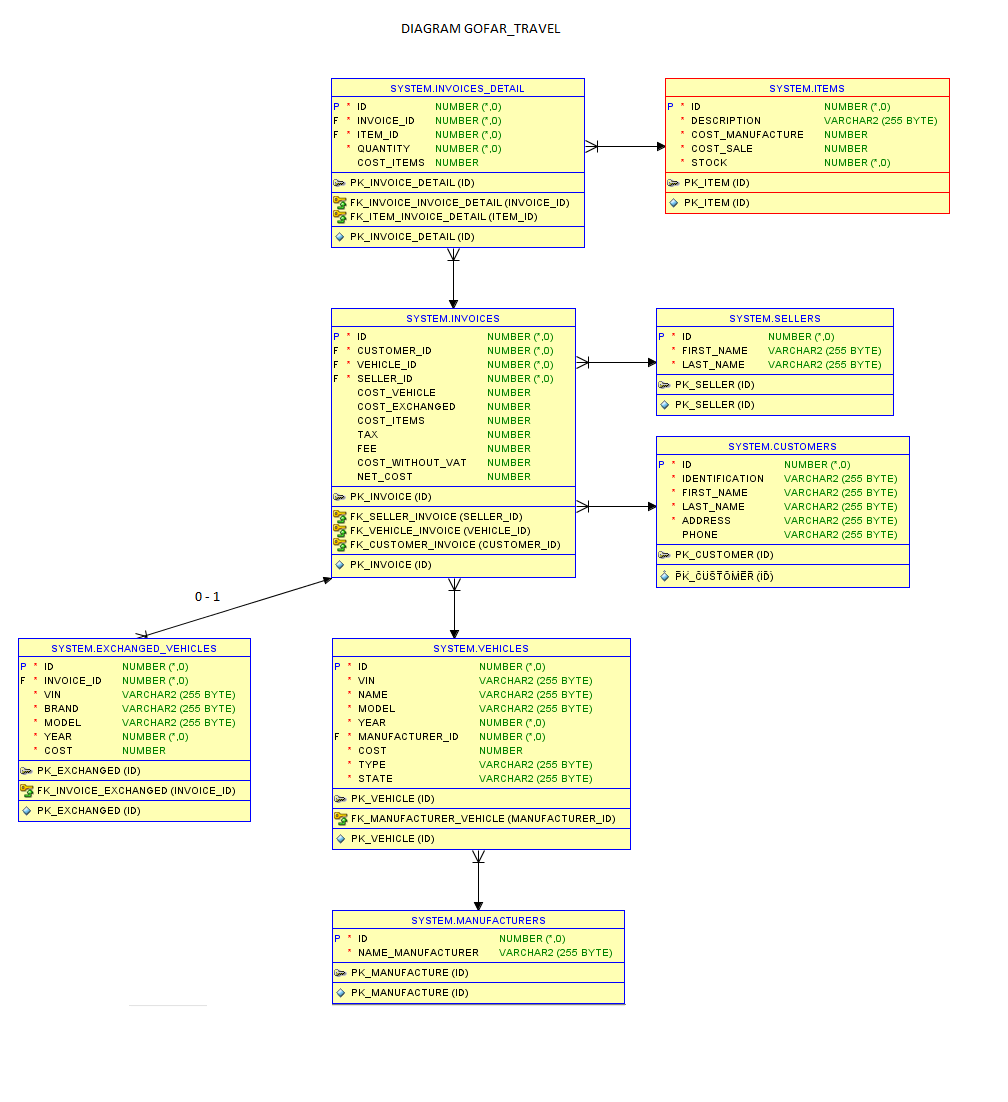 DIAGRAM GOFAR_TRAVEL
SYSTEM.INVOICES_DETAIL
P * ID NUMBER (*,0)
F * INVOICE_ID NUMBER (*,0)
F * ITEM_ID NUMBER (*,0)
* QUANTITY NUMBER (*,0)
COST_ITEMS NUMBER
PK_INVOICE_DETAIL (ID)
FK_INVOICE_INVOICE_DETAIL (INVOICE_ID)
FK_ITEM_INVOICE_DETAIL (ITEM_ID)
PK_INVOICE_DETAIL (ID)
SYSTEM.ITEMS
P * ID NUMBER (*,0)
* DESCRIPTION VARCHAR2 (255 BYTE)
* COST_MANUFACTURE NUMBER
* COST_SALE NUMBER
* STOCK NUMBER (*,0)
PK_ITEM (ID)
PK_ITEM (ID)
SYSTEM.INVOICES
P * ID NUMBER (*,0)
F * CUSTOMER_ID NUMBER (*,0)
F * VEHICLE_ID NUMBER (*,0)
F * SELLER_ID NUMBER (*,0)
COST_VEHICLE NUMBER
COST_EXCHANGED NUMBER
COST_ITEMS NUMBER
TAX NUMBER
FEE NUMBER
COST_WITHOUT_VAT NUMBER
NET_COST NUMBER
PK_INVOICE (ID)
FK_SELLER_INVOICE (SELLER_ID)
FK_VEHICLE_INVOICE (VEHICLE_ID)
FK_CUSTOMER_INVOICE (CUSTOMER_ID)
PK_INVOICE (ID)
SYSTEM.SELLERS
P * ID NUMBER (*,0)
* FIRST_NAME VARCHAR2 (255 BYTE)
* LAST_NAME VARCHAR2 (255 BYTE)
PK_SELLER (ID)
PK_SELLER (ID)
SYSTEM.CUSTOMERS
P * ID NUMBER (*,0)
* IDENTIFICATION VARCHAR2 (255 BYTE)
* FIRST_NAME VARCHAR2 (255 BYTE)
* LAST_NAME VARCHAR2 (255 BYTE)
* ADDRESS VARCHAR2 (255 BYTE)
PHONE VARCHAR2 (255 BYTE)
PK_CUSTOMER (ID)
PK_CUSTOMER (ID)
0 - 1
SYSTEM.EXCHANGED_VEHICLES
P * ID NUMBER (*,0)
F * INVOICE_ID NUMBER (*,0)
* VIN VARCHAR2 (255 BYTE)
* BRAND VARCHAR2 (255 BYTE)
* MODEL VARCHAR2 (255 BYTE)
* YEAR NUMBER (*,0)
* COST NUMBER
PK_EXCHANGED (ID)
FK_INVOICE_EXCHANGED (INVOICE_ID)
PK_EXCHANGED (ID)
SYSTEM.VEHICLES
P * ID NUMBER (*,0)
* VIN VARCHAR2 (255 BYTE)
* NAME VARCHAR2 (255 BYTE)
* MODEL VARCHAR2 (255 BYTE)
* YEAR NUMBER (*,0)
F * MANUFACTURER_ID NUMBER (*,0)
* COST NUMBER
* TYPE VARCHAR2 (255 BYTE)
* STATE VARCHAR2 (255 BYTE)
PK_VEHICLE (ID)
FK_MANUFACTURER_VEHICLE (MANUFACTURER_ID)
PK_VEHICLE (ID)
SYSTEM.MANUFACTURERS
P * ID NUMBER (*,0)
* NAME_MANUFACTURER VARCHAR2 (255 BYTE)
PK_MANUFACTURE (ID)
PK_MANUFACTURE (ID)